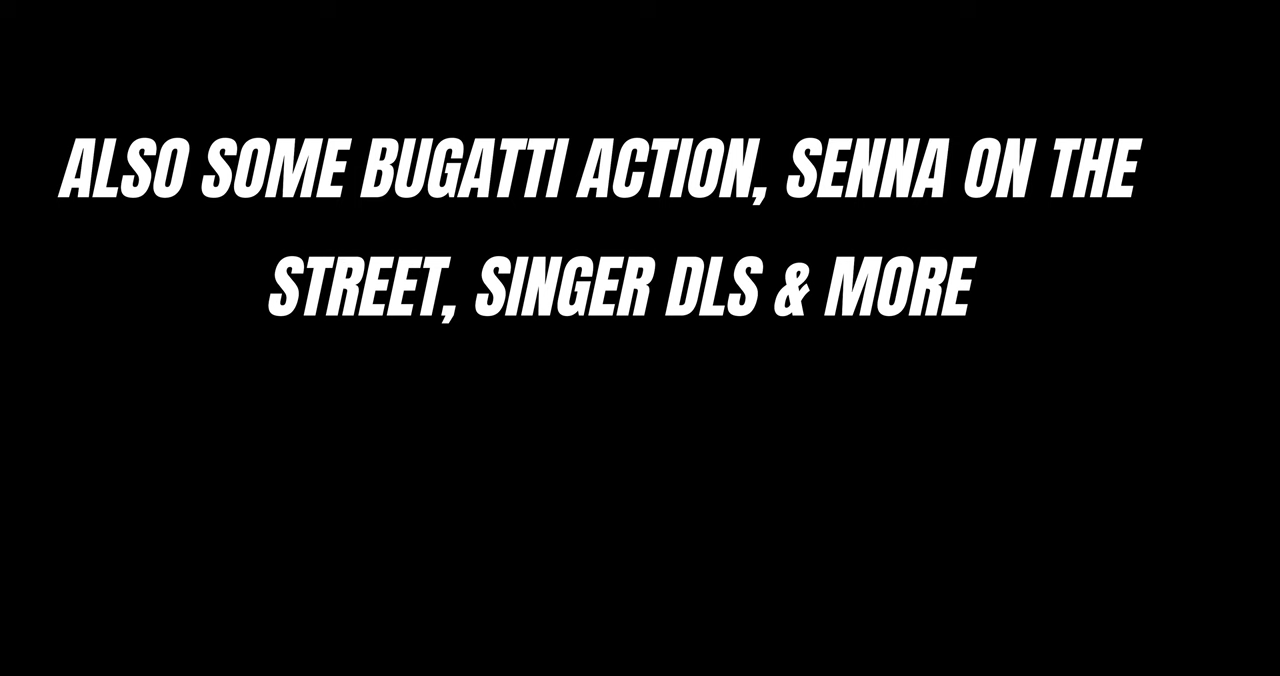 ALSO SOME BUGATTI ACTION, SENNA ON THE
STREET, SINGER DLS & MORE